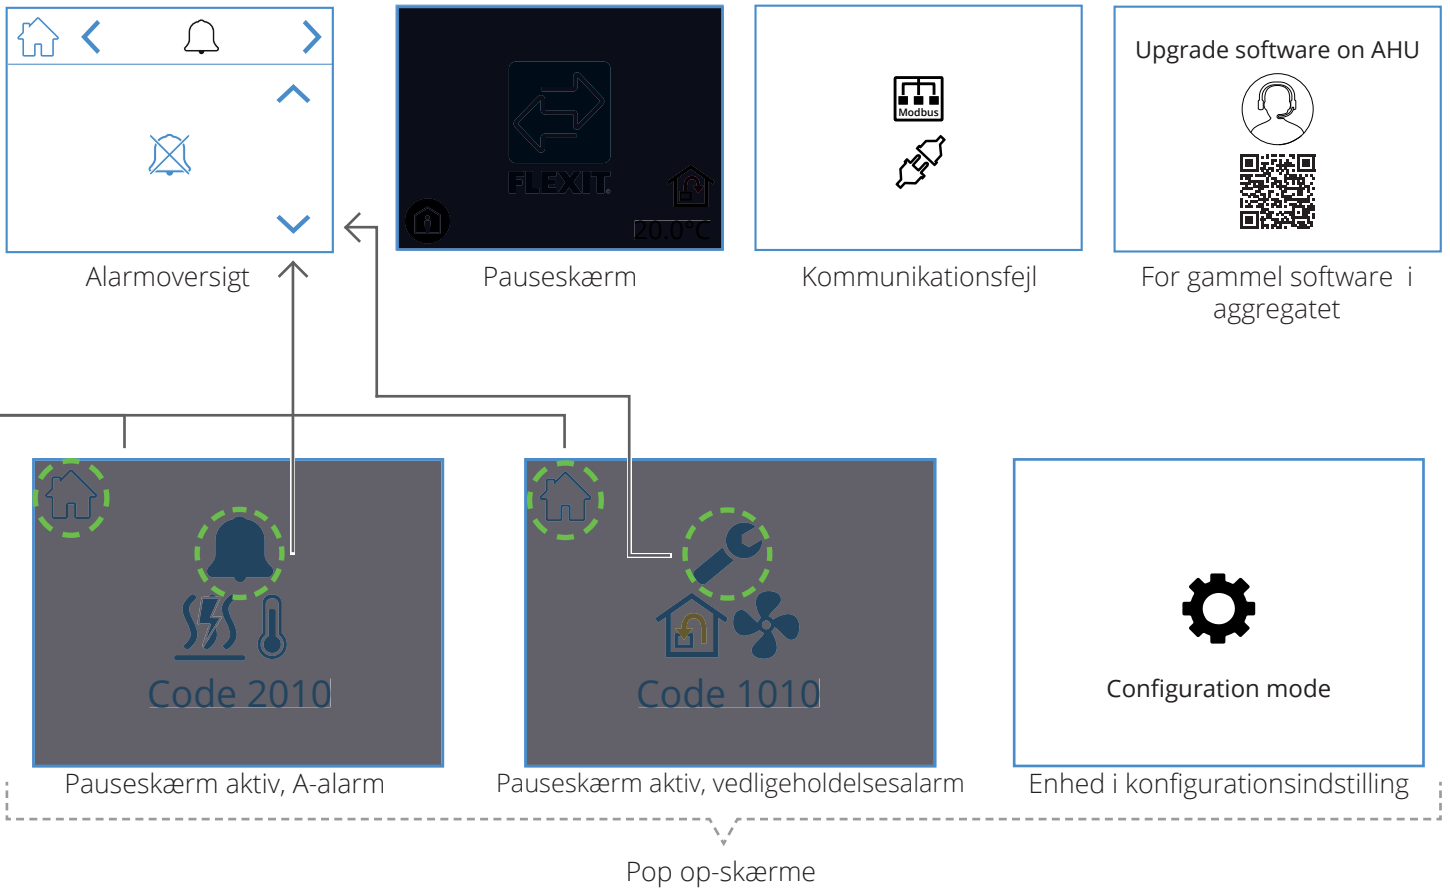 Alarmoversigt
FLEXIT.
20.0°C
Pauseskærm
Modbus
Kommunikationsfejl
Upgrade software on AHU
For gammel software i
aggregatet
Code 2010
Pauseskærm aktiv, A-alarm
Code 1010
Pauseskærm aktiv, vedligeholdelsesalarm
Configuration mode
Enhed i konfigurationsindstilling
Pop op-skærme